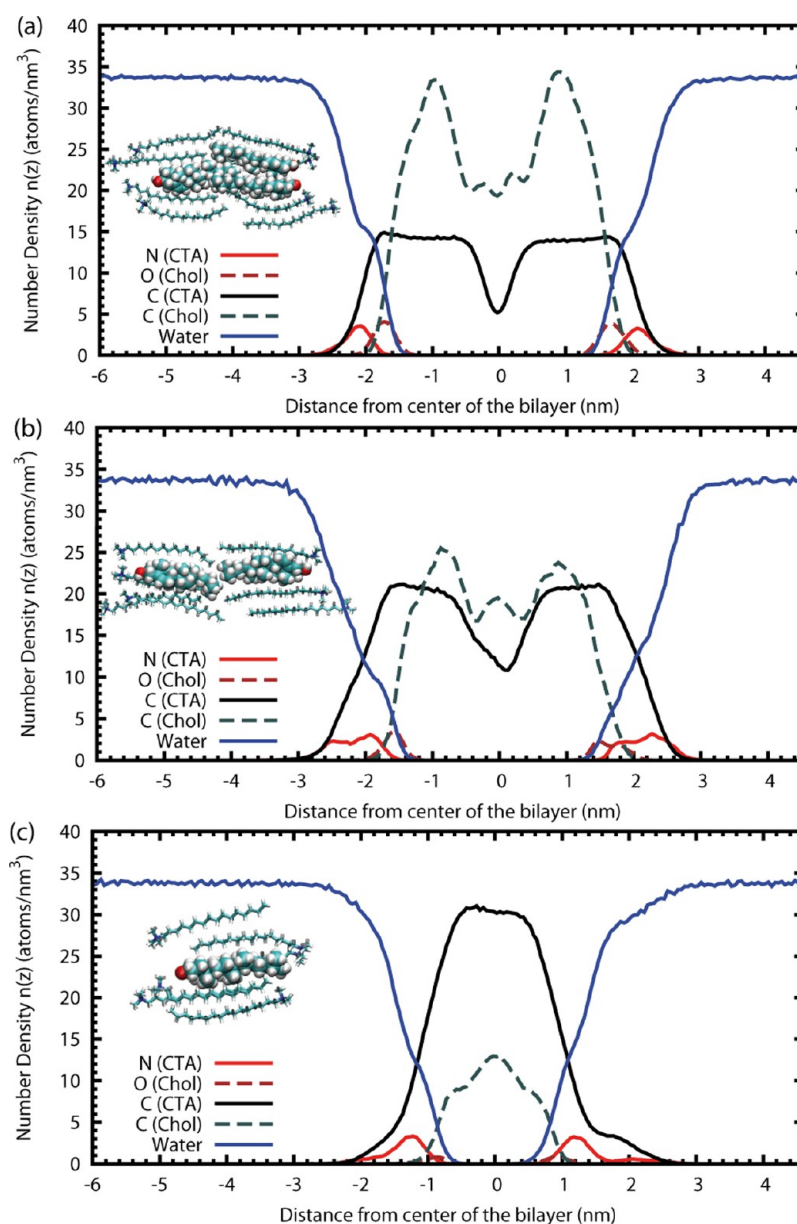 (a)
Number Density n(z) (atoms/nm³)
40
35
30
25
20
15
10
5
0
N (CTA)
O (Chol)
C (CTA)
C (Chol)
Water
-6 -5 -4 -3 -2 -1 0 1 2 3 4
Distance from center of the bilayer (nm)
(b)
Number Density n(z) (atoms/nm³)
40
35
30
25
20
15
10
5
0
N (CTA)
O (Chol)
C (CTA)
C (Chol)
Water
-6 -5 -4 -3 -2 -1 0 1 2 3 4
Distance from center of the bilayer (nm)
(c)
Number Density n(z) (atoms/nm³)
40
35
30
25
20
15
10
5
0
N (CTA)
O (Chol)
C (CTA)
C (Chol)
Water
-6 -5 -4 -3 -2 -1 0 1 2 3 4
Distance from center of the bilayer (nm)